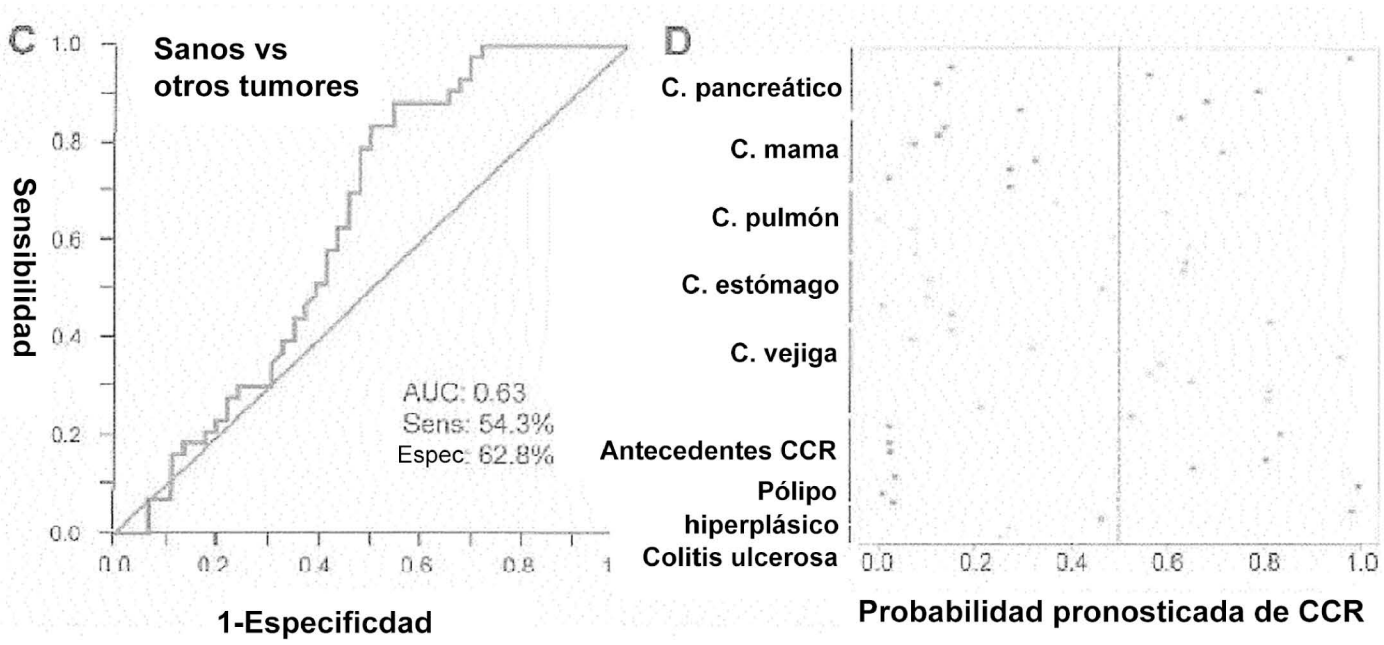 C
Sanos vs
otros tumores
Sensibilidad
1.0
0.8
0.6
0.4
0.2
0.0
AUC: 0.63
Sens: 54.3%
Espec: 62.8%
0.0 0.2 0.4 0.6 0.8 1
1-Especificdad
D
C. pancreático
C. mama
C. pulmón
C. estómago
C. vejiga
Antecedentes CCR
Pólipo
hiperplásico
Colitis ulcerosa
0.0 0.2 0.4 0.6 0.8 1.0
Probabilidad pronosticada de CCR